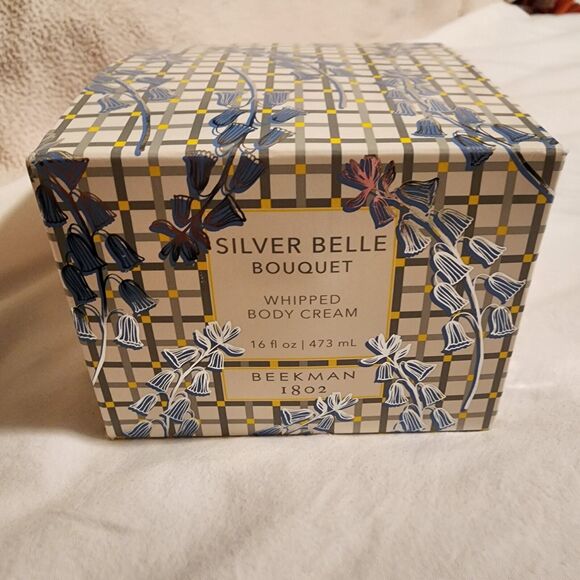 SILVER BELLE
BOUQUET
WHIPPED
BODY CREAM
16 fl oz | 473 mL
BEEKMAN
1802